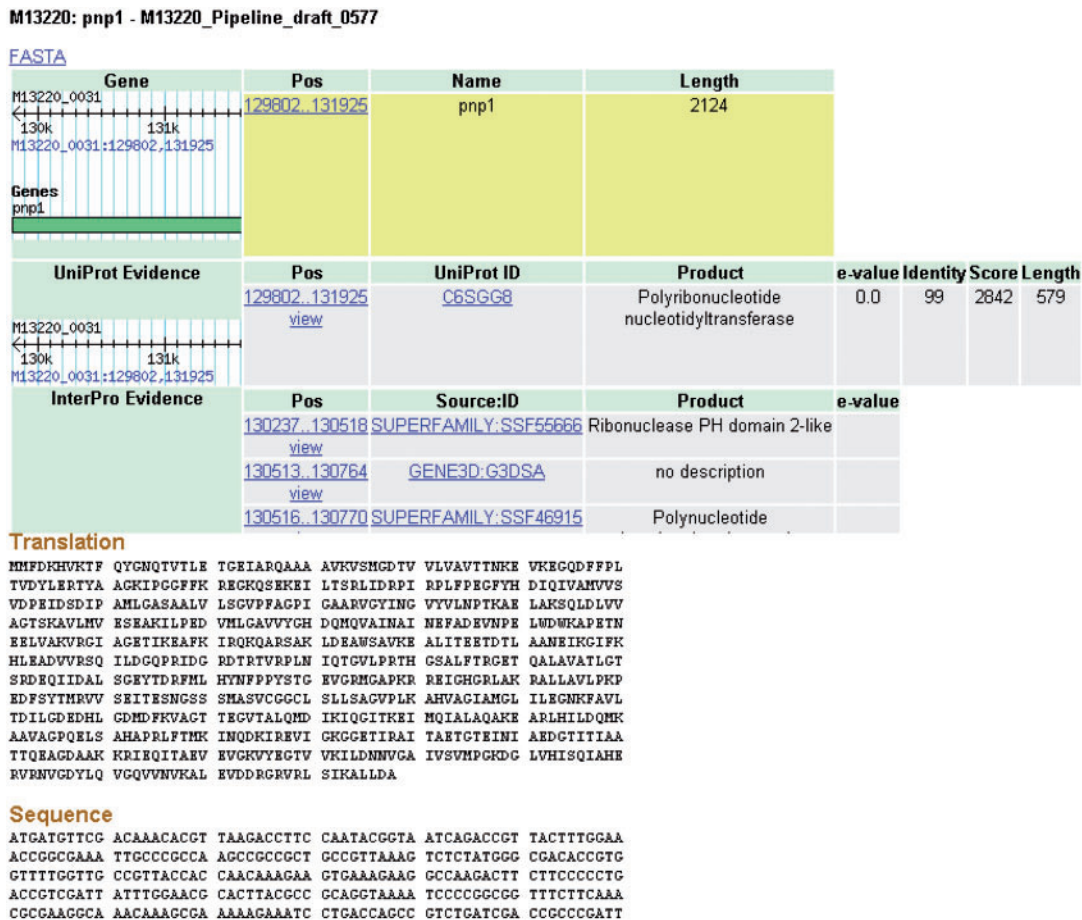 M13220: pnp1 - M13220_Pipeline_draft_0577
FASTA
Gene Pos Name Length
M13220_0031 129802..131925 pnp1 2124
130k 131k
M13220_0031:129802,131925
Genes
pnp1
UniProt Evidence Pos UniProt ID Product e-value Identity Score Length
129802..131925 C6SGG8 Polyribonucleotide 0.0 99 2842 579
view nucleotidyltransferase
M13220_0031
130k 131k
M13220_0031:129802,131925
InterPro Evidence Pos Source:ID Product e-value
130237..130518 SUPERFAMILY:SSF55666 Ribonuclease PH domain 2-like
view
130513..130764 GENE3D:G3DSA no description
view
130516..130770 SUPERFAMILY:SSF46915 Polynucleotide
Translation
MMFDKHVKTF QYGNQTVTLE TGEIARQAAA AVKVSMGDTV VLVAVTTNKE VKEGQDFFPL
TVDYLERTYA AGKIPGGFFK REGKQSEKEI LTSRLIDRPI RPLFPEGFYH DIQIVAMVVS
VDPEIDSDIP AMLGASAALV LSGVPFAGPI GAARVGYING VYVLNPTKAE LAKSQLDLVV
AGTSKAVLMV ESEAKILPED VMLGAVVYGH DQMQVAINAI NEFADEVNPE LWDWKAPETN
EELVAKVRGI AGETIKEAFK IRQKQARSAK LDEAWSAVKE ALITEETDTL AANEIKGIFK
HLEADVVRSQ ILDGQPRIDG RDTRTVRPLN IQTGVLPRTH GSALFTRGET QALAVATLGT
SRDEQIIDAL SGEYTDRFML HYNFPPYSTG EVGRMGAPKR REIGHGRLAK RALLAVLPKP
EDFSYTMRVV SEITESNGSS SMASVCGGCL SLLSAGVPLK AHVAGIAMGL ILEGNKFAVL
TDILGDEDHL GDMDFKVAGT TEGVTALQMD IKIQGITKEI MQIALAQAKE ARLHILDQMK
AAVAGPQELS AHAPRLFTMK INQDKIREVI GKGGETIRAI TAETGTEINI AEDGTITIAA
TTQEAGDAAK KRIEQITAEV EVGKVYEGTV VKILDNNVGA IVSVMPGKDG LVHISQIAHE
RVRNVGDYLQ VGQVVNVKAL EVDDRGRVRL SIKALLDA
Sequence
ATGATGTTCG ACAAACACGT TAAGACCTTC CAATACGGTA ATCAGACCGT TACTTTGGAA
ACCGGCGAAA TTGCCCGCCA AGCCGCCGCT GCCGTTAAAG TCTCTATGGG CGACACCGTG
GTTTTGGTTG CCGTTACCAC CAACAAAGAA GTGAAAGAAG GCCAAGACTT CTTCCCCCTG
ACCGTCGATT ATTTGGAACG CACTTACGCC GCAGGTAAAA TCCCCGGCGG TTTCTTCAAA
CGCGAAGGCA AACAAAGCGA AAAAGAAATC CTGACCAGCC GTCTGATCGA CCGCCCGATT